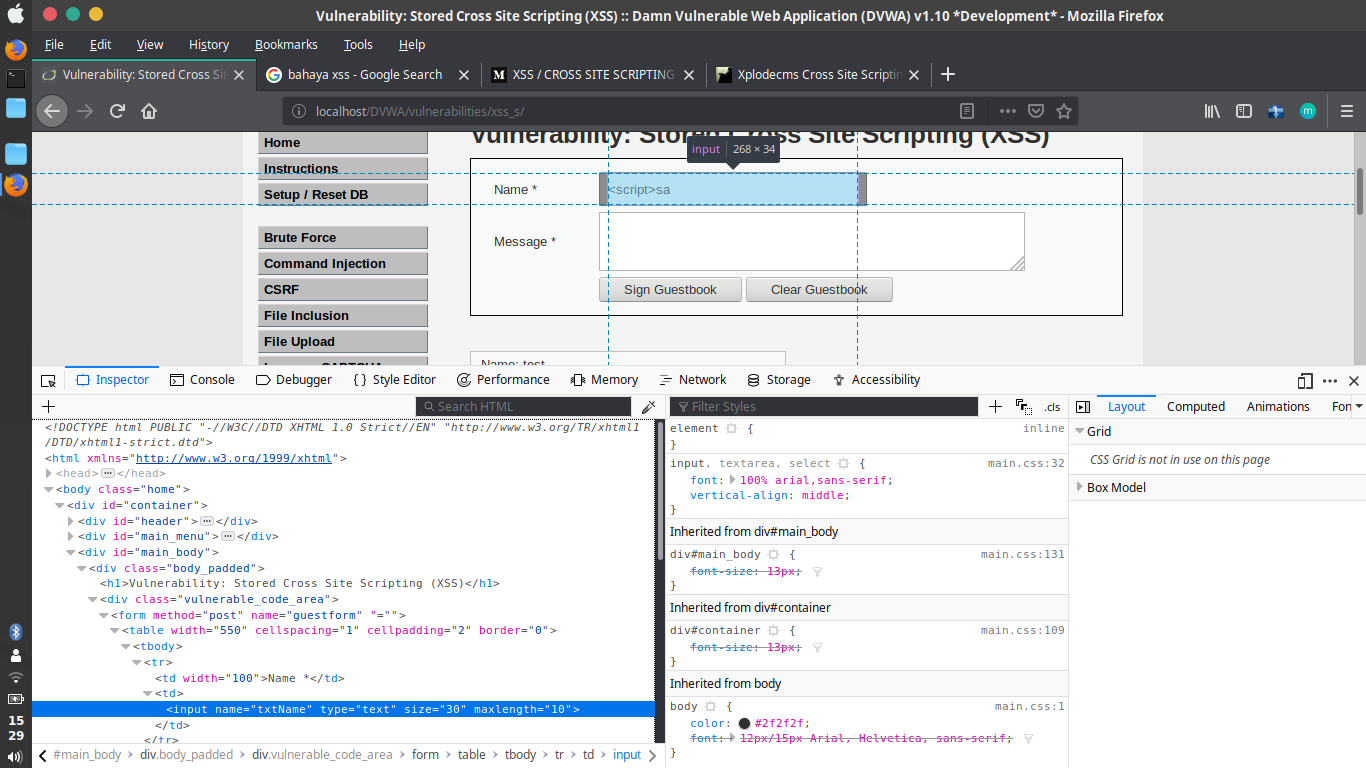 Vulnerability: Stored Cross Site Scripting (XSS) :: Damn Vulnerable Web Application (DVWA) v1.10 *Development* - Mozilla Firefox
File Edit View History Bookmarks Tools Help
Vulnerability: Stored Cross Sit bahaya xss - Google Search XSS / CROSS SITE SCRIPTING Xplodecms Cross Site Scriptin
localhost/DVWA/vulnerabilities/xss_s/
Vulnerability: Stored Cross Site Scripting (XSS)
Home
Instructions
Setup / Reset DB
Brute Force
Command Injection
CSRF
File Inclusion
File Upload
input 268 × 34
Name * <script>sa
Message *
Sign Guestbook Clear Guestbook
Name: test
Inspector Console Debugger {} Style Editor Performance Memory Network Storage Accessibility
+ Search HTML
<!DOCTYPE html PUBLIC "-//W3C//DTD XHTML 1.0 Strict//EN" "http://www.w3.org/TR/xhtml1
/DTD/xhtml1-strict.dtd">
<html xmlns="http://www.w3.org/1999/xhtml">
<head>…</head>
<body class="home">
<div id="container">
<div id="header">…</div>
<div id="main_menu">…</div>
<div id="main_body">
<div class="body_padded">
<h1>Vulnerability: Stored Cross Site Scripting (XSS)</h1>
<div class="vulnerable_code_area">
<form method="post" name="guestform" "="">
<table width="550" cellspacing="1" cellpadding="2" border="0">
<tbody>
<tr>
<td width="100">Name *</td>
<td>
<input name="txtName" type="text" size="30" maxlength="10">
</td>
</tr>
#main_body div.body_padded div.vulnerable_code_area form table tbody tr td input
Filter Styles + .cls
element { inline
}
input, textarea, select { main.css:32
font: 100% arial,sans-serif;
vertical-align: middle;
}
Inherited from div#main_body
div#main_body { main.css:131
font-size: 13px;
}
Inherited from div#container
div#container { main.css:109
font-size: 13px;
}
Inherited from body
body { main.css:1
color: #2f2f2f;
font: 12px/15px Arial, Helvetica, sans-serif;
}
Layout Computed Animations Fon
Grid
CSS Grid is not in use on this page
Box Model
15
29